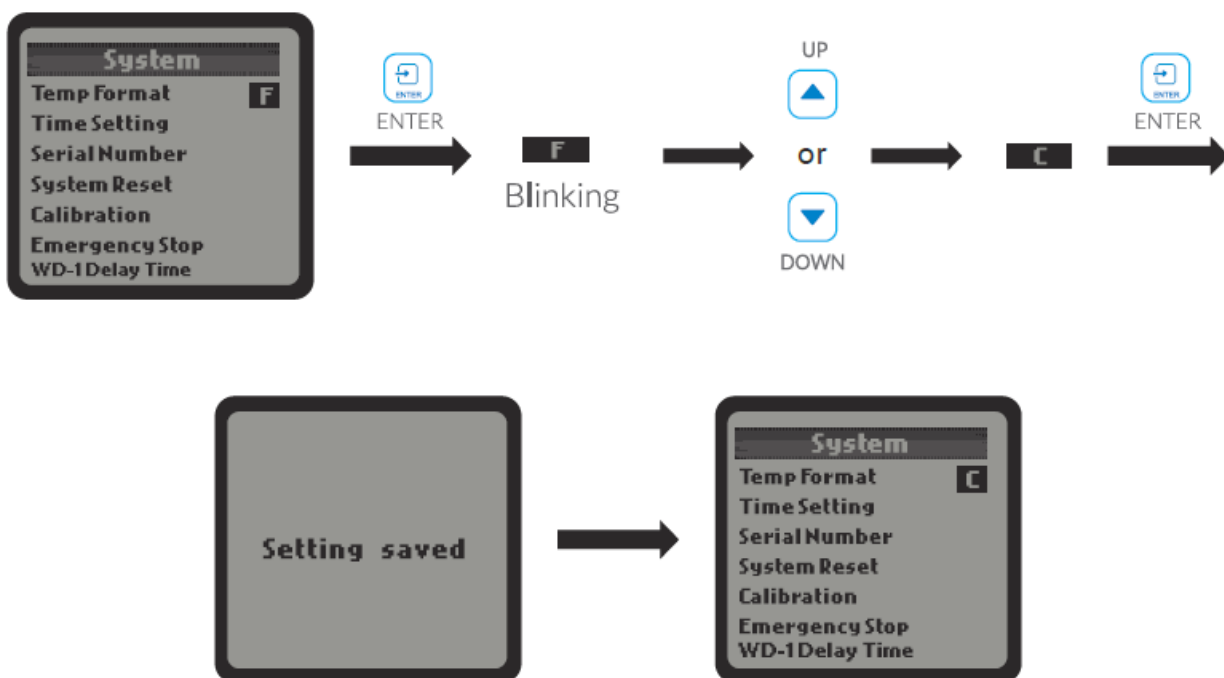 System
Temp Format F
Time Setting
Serial Number
System Reset
Calibration
Emergency Stop
WD-1 Delay Time
ENTER
ENTER
F
Blinking
UP
or
DOWN
C
ENTER
ENTER
Setting saved
System
Temp Format C
Time Setting
Serial Number
System Reset
Calibration
Emergency Stop
WD-1 Delay Time